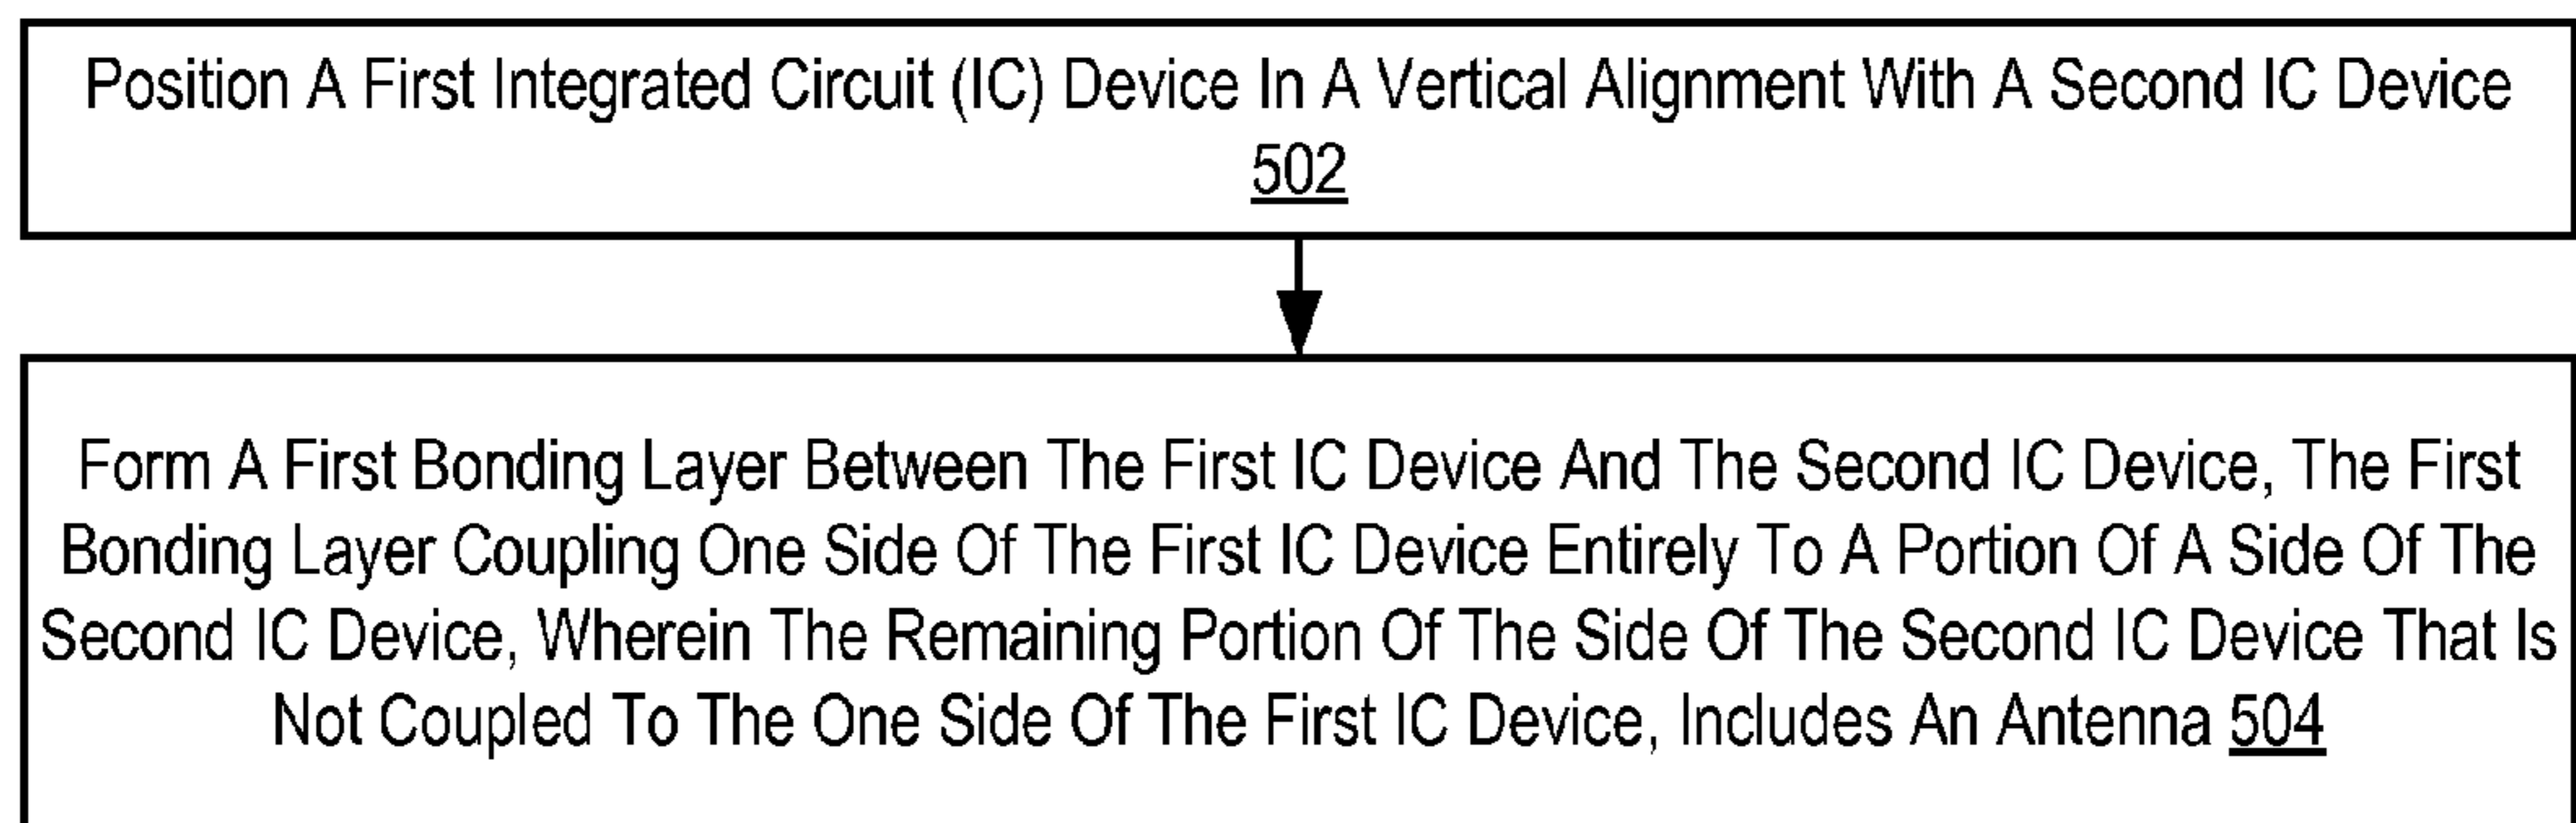 Position A First Integrated Circuit (IC) Device In A Vertical Alignment With A Second IC Device
502
Form A First Bonding Layer Between The First IC Device And The Second IC Device, The First
Bonding Layer Coupling One Side Of The First IC Device Entirely To A Portion Of A Side Of The
Second IC Device, Wherein The Remaining Portion Of The Side Of The Second IC Device That Is
Not Coupled To The One Side Of The First IC Device, Includes An Antenna 504